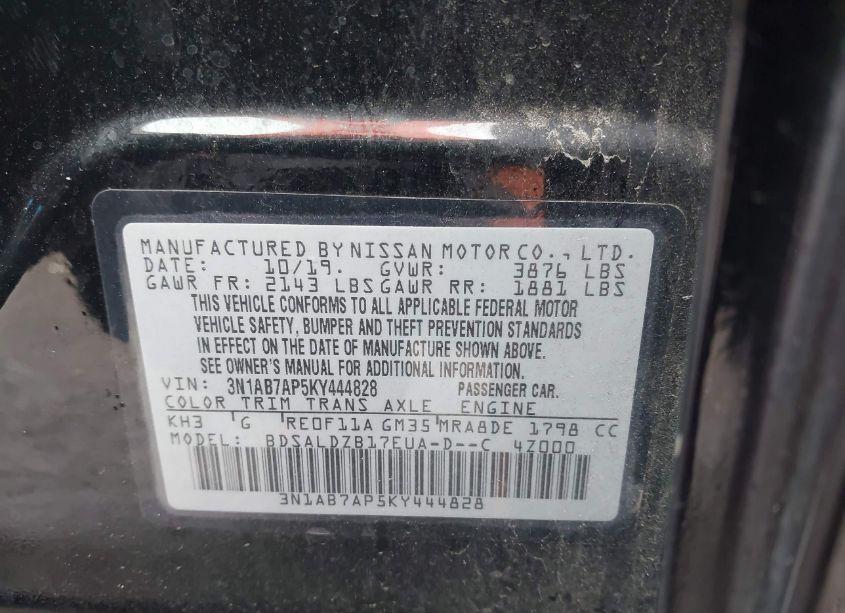 MANUFACTURED BY NISSAN MOTOR CO., LTD.
DATE: 10/19. GVWR: 3876 LBS
GAWR FR: 2143 LBS GAWR RR: 1881 LBS
THIS VEHICLE CONFORMS TO ALL APPLICABLE FEDERAL MOTOR
VEHICLE SAFETY, BUMPER AND THEFT PREVENTION STANDARDS
IN EFFECT ON THE DATE OF MANUFACTURE SHOWN ABOVE.
SEE OWNER'S MANUAL FOR ADDITIONAL INFORMATION.
VIN: 3N1AB7AP5KY444828 PASSENGER CAR.
COLOR TRIM TRANS AXLE ENGINE
KH3 G RE0F11A GM35 MRA8DE 1798 CC
MODEL: BDSALDZB17EUA-D--C 4Z000
3N1AB7AP5KY444828